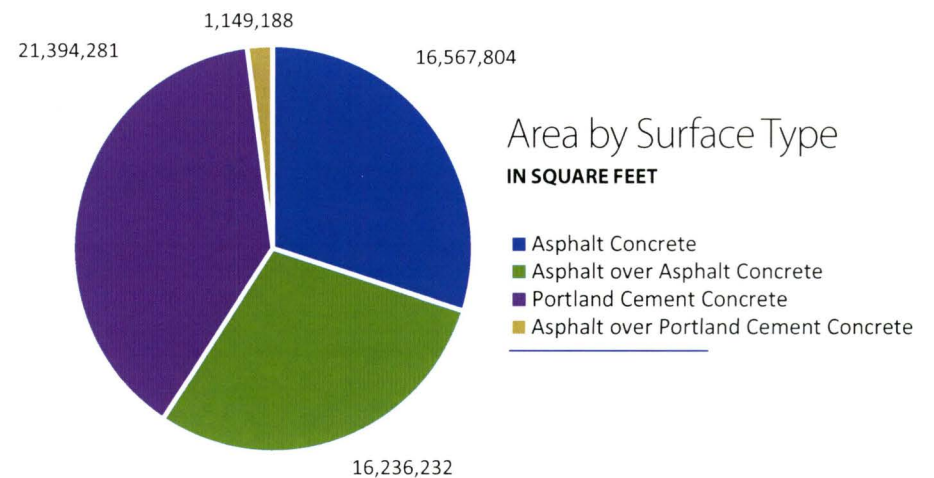 1,149,188
21,394,281
16,567,804
Area by Surface Type
IN SQUARE FEET
Asphalt Concrete
Asphalt over Asphalt Concrete
Portland Cement Concrete
Asphalt over Portland Cement Concrete
16,236,232